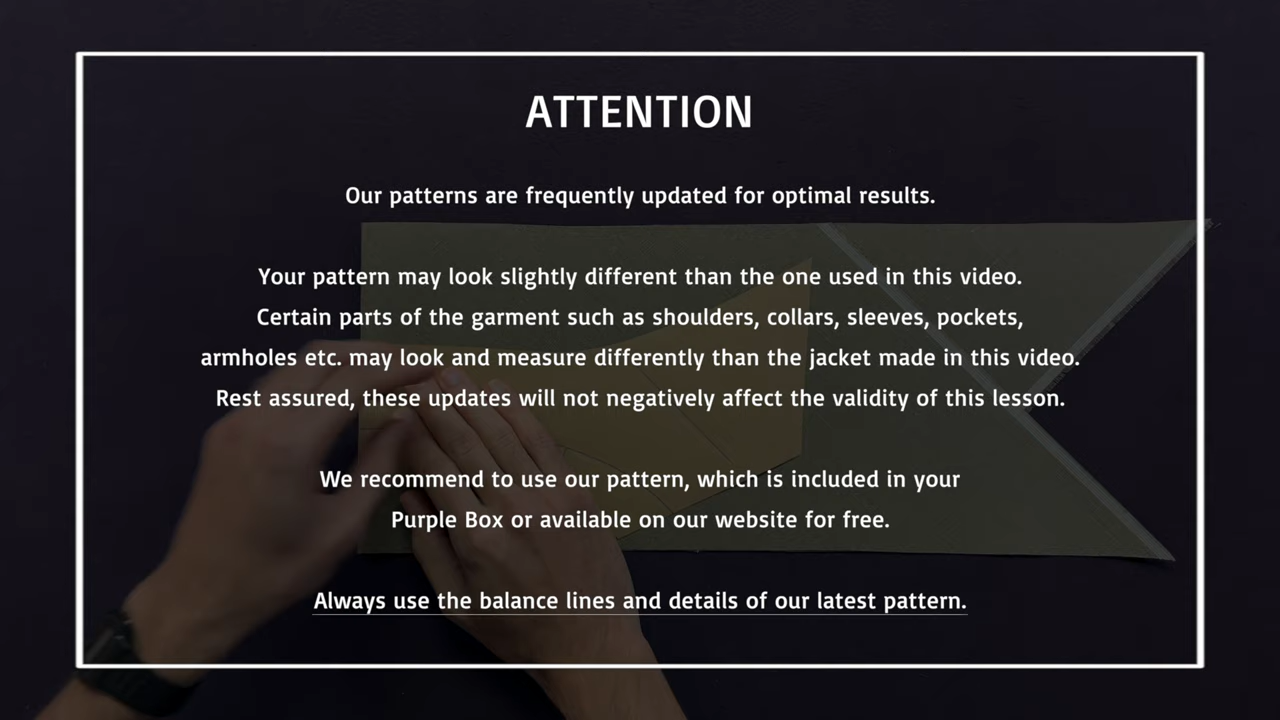 ATTENTION
Our patterns are frequently updated for optimal results.
Your pattern may look slightly different than the one used in this video.
Certain parts of the garment such as shoulders, collars, sleeves, pockets,
armholes etc. may look and measure differently than the jacket made in this video.
Rest assured, these updates will not negatively affect the validity of this lesson.
We recommend to use our pattern, which is included in your
Purple Box or available on our website for free.
Always use the balance lines and details of our latest pattern.